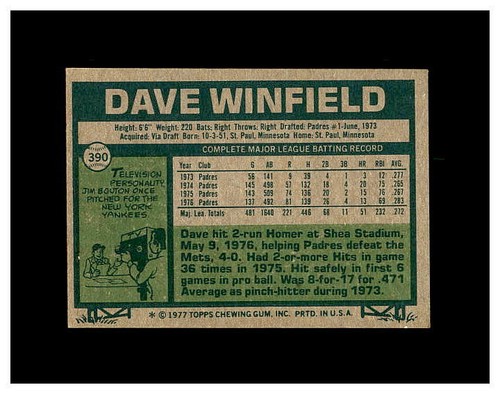 DAVE WINFIELD
Height: 6'6" Weight: 220 Bats: Right Throws: Right Drafted: Padres #1-June, 1973
Acquired: Via Draft Born: 10-3-51, St. Paul, Minnesota Home: St. Paul, Minnesota
390
COMPLETE MAJOR LEAGUE BATTING RECORD
Year Club G AB R H 2B 3B HR RBI AVG.
1973 Padres 56 141 9 39 4 1 3 12 .277
1974 Padres 145 498 57 132 18 4 20 75 .265
1975 Padres 143 509 74 136 20 2 15 76 .267
1976 Padres 137 492 81 139 26 4 13 69 .283
Maj. Lea. Totals 481 1640 221 446 68 11 51 232 .272
TELEVISION
PERSONALITY
JIM BOUTON ONCE
PITCHED FOR THE
NEW YORK
YANKEES.
Dave hit 2-run Homer at Shea Stadium,
May 9, 1976, helping Padres defeat the
Mets, 4-0. Had 2-or-more Hits in game
36 times in 1975. Hit safely in first 6
games in pro ball. Was 8-for-17 for .471
Average as pinch-hitter during 1973.
* © 1977 TOPPS CHEWING GUM, INC. PRTD. IN U.S.A.